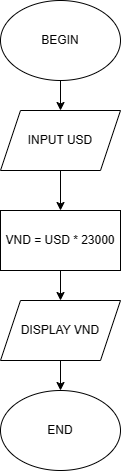 BEGIN
INPUT USD
VND = USD * 23000
DISPLAY VND
END